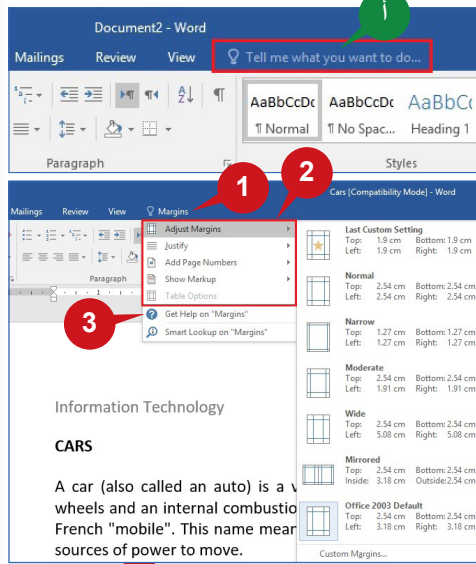 أ
Document2 - Word
Mailings Review View Tell me what you want to do...
AaBbCcDc AaBbCcDc AaBbCc
¶ Normal ¶ No Spac... Heading 1
Paragraph Styles
1 2
Cars [Compatibility Mode] - Word
Mailings Review View Margins
Adjust Margins
Justify
Add Page Numbers
Show Markup
Table Options
3
Get Help on "Margins"
Smart Lookup on "Margins"
Paragraph
Last Custom Setting
Top: 1.9 cm Bottom: 1.9 cm
Left: 1.9 cm Right: 1.9 cm
Normal
Top: 2.54 cm Bottom: 2.54 cm
Left: 2.54 cm Right: 2.54 cm
Narrow
Top: 1.27 cm Bottom: 1.27 cm
Left: 1.27 cm Right: 1.27 cm
Moderate
Top: 2.54 cm Bottom: 2.54 cm
Left: 1.91 cm Right: 1.91 cm
Wide
Top: 2.54 cm Bottom: 2.54 cm
Left: 5.08 cm Right: 5.08 cm
Mirrored
Top: 2.54 cm Bottom: 2.54 cm
Inside: 3.18 cm Outside: 2.54 cm
Office 2003 Default
Top: 2.54 cm Bottom: 2.54 cm
Left: 3.18 cm Right: 3.18 cm
Custom Margins...
Information Technology
CARS
A car (also called an auto) is a
wheels and an internal combustio
French "mobile". This name mear
sources of power to move.